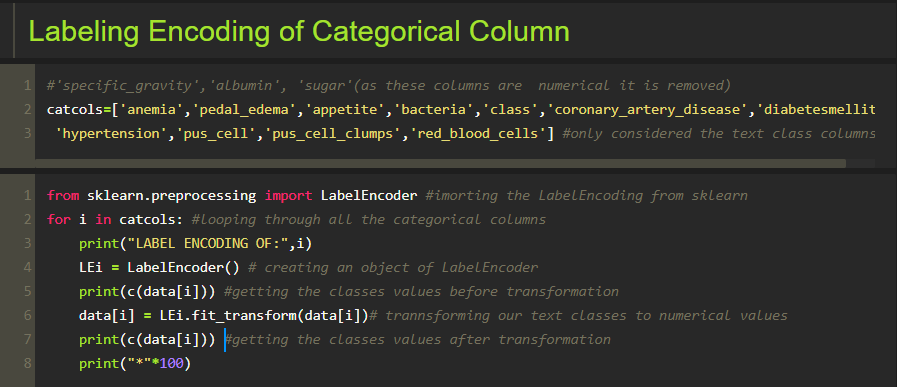 Labeling Encoding of Categorical Column
1 #'specific_gravity','albumin', 'sugar'(as these columns are  numerical it is removed)
2 catcols=['anemia','pedal_edema','appetite','bacteria','class','coronary_artery_disease','diabetesmellit
3  'hypertension','pus_cell','pus_cell_clumps','red_blood_cells'] #only considered the text class columns
1 from sklearn.preprocessing import LabelEncoder #imorting the LabelEncoding from sklearn
2 for i in catcols: #looping through all the categorical columns
3     print("LABEL ENCODING OF:",i)
4     LEi = LabelEncoder() # creating an object of LabelEncoder
5     print(c(data[i])) #getting the classes values before transformation
6     data[i] = LEi.fit_transform(data[i])# trannsforming our text classes to numerical values
7     print(c(data[i])) #getting the classes values after transformation
8     print("*"*100)